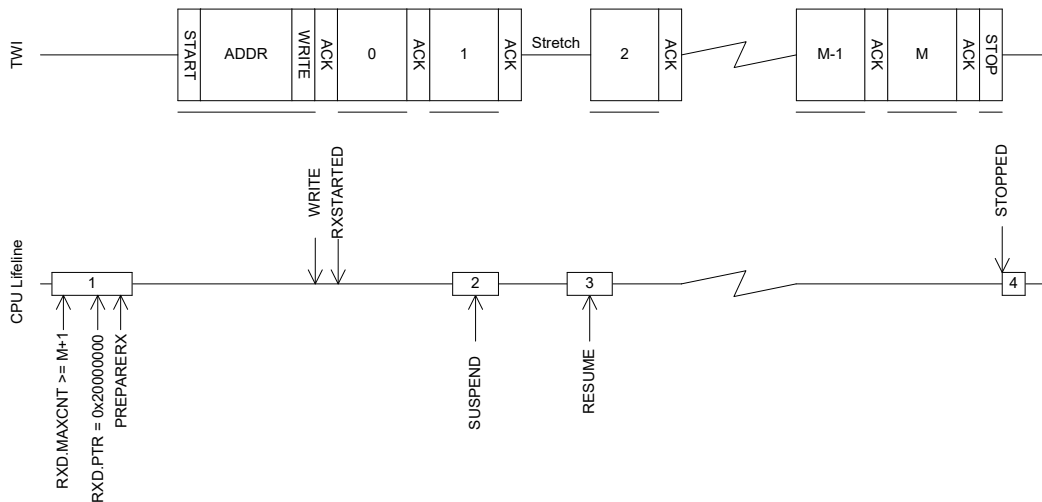 TWI
START
ADDR
WRITE
ACK
0
ACK
1
ACK
Stretch
2
ACK
M-1
ACK
M
ACK
STOP
WRITE
RXSTARTED
STOPPED
CPU Lifeline
1
2
3
4
RXD.MAXCNT >= M+1
RXD.PTR = 0x20000000
PREPARERX
SUSPEND
RESUME